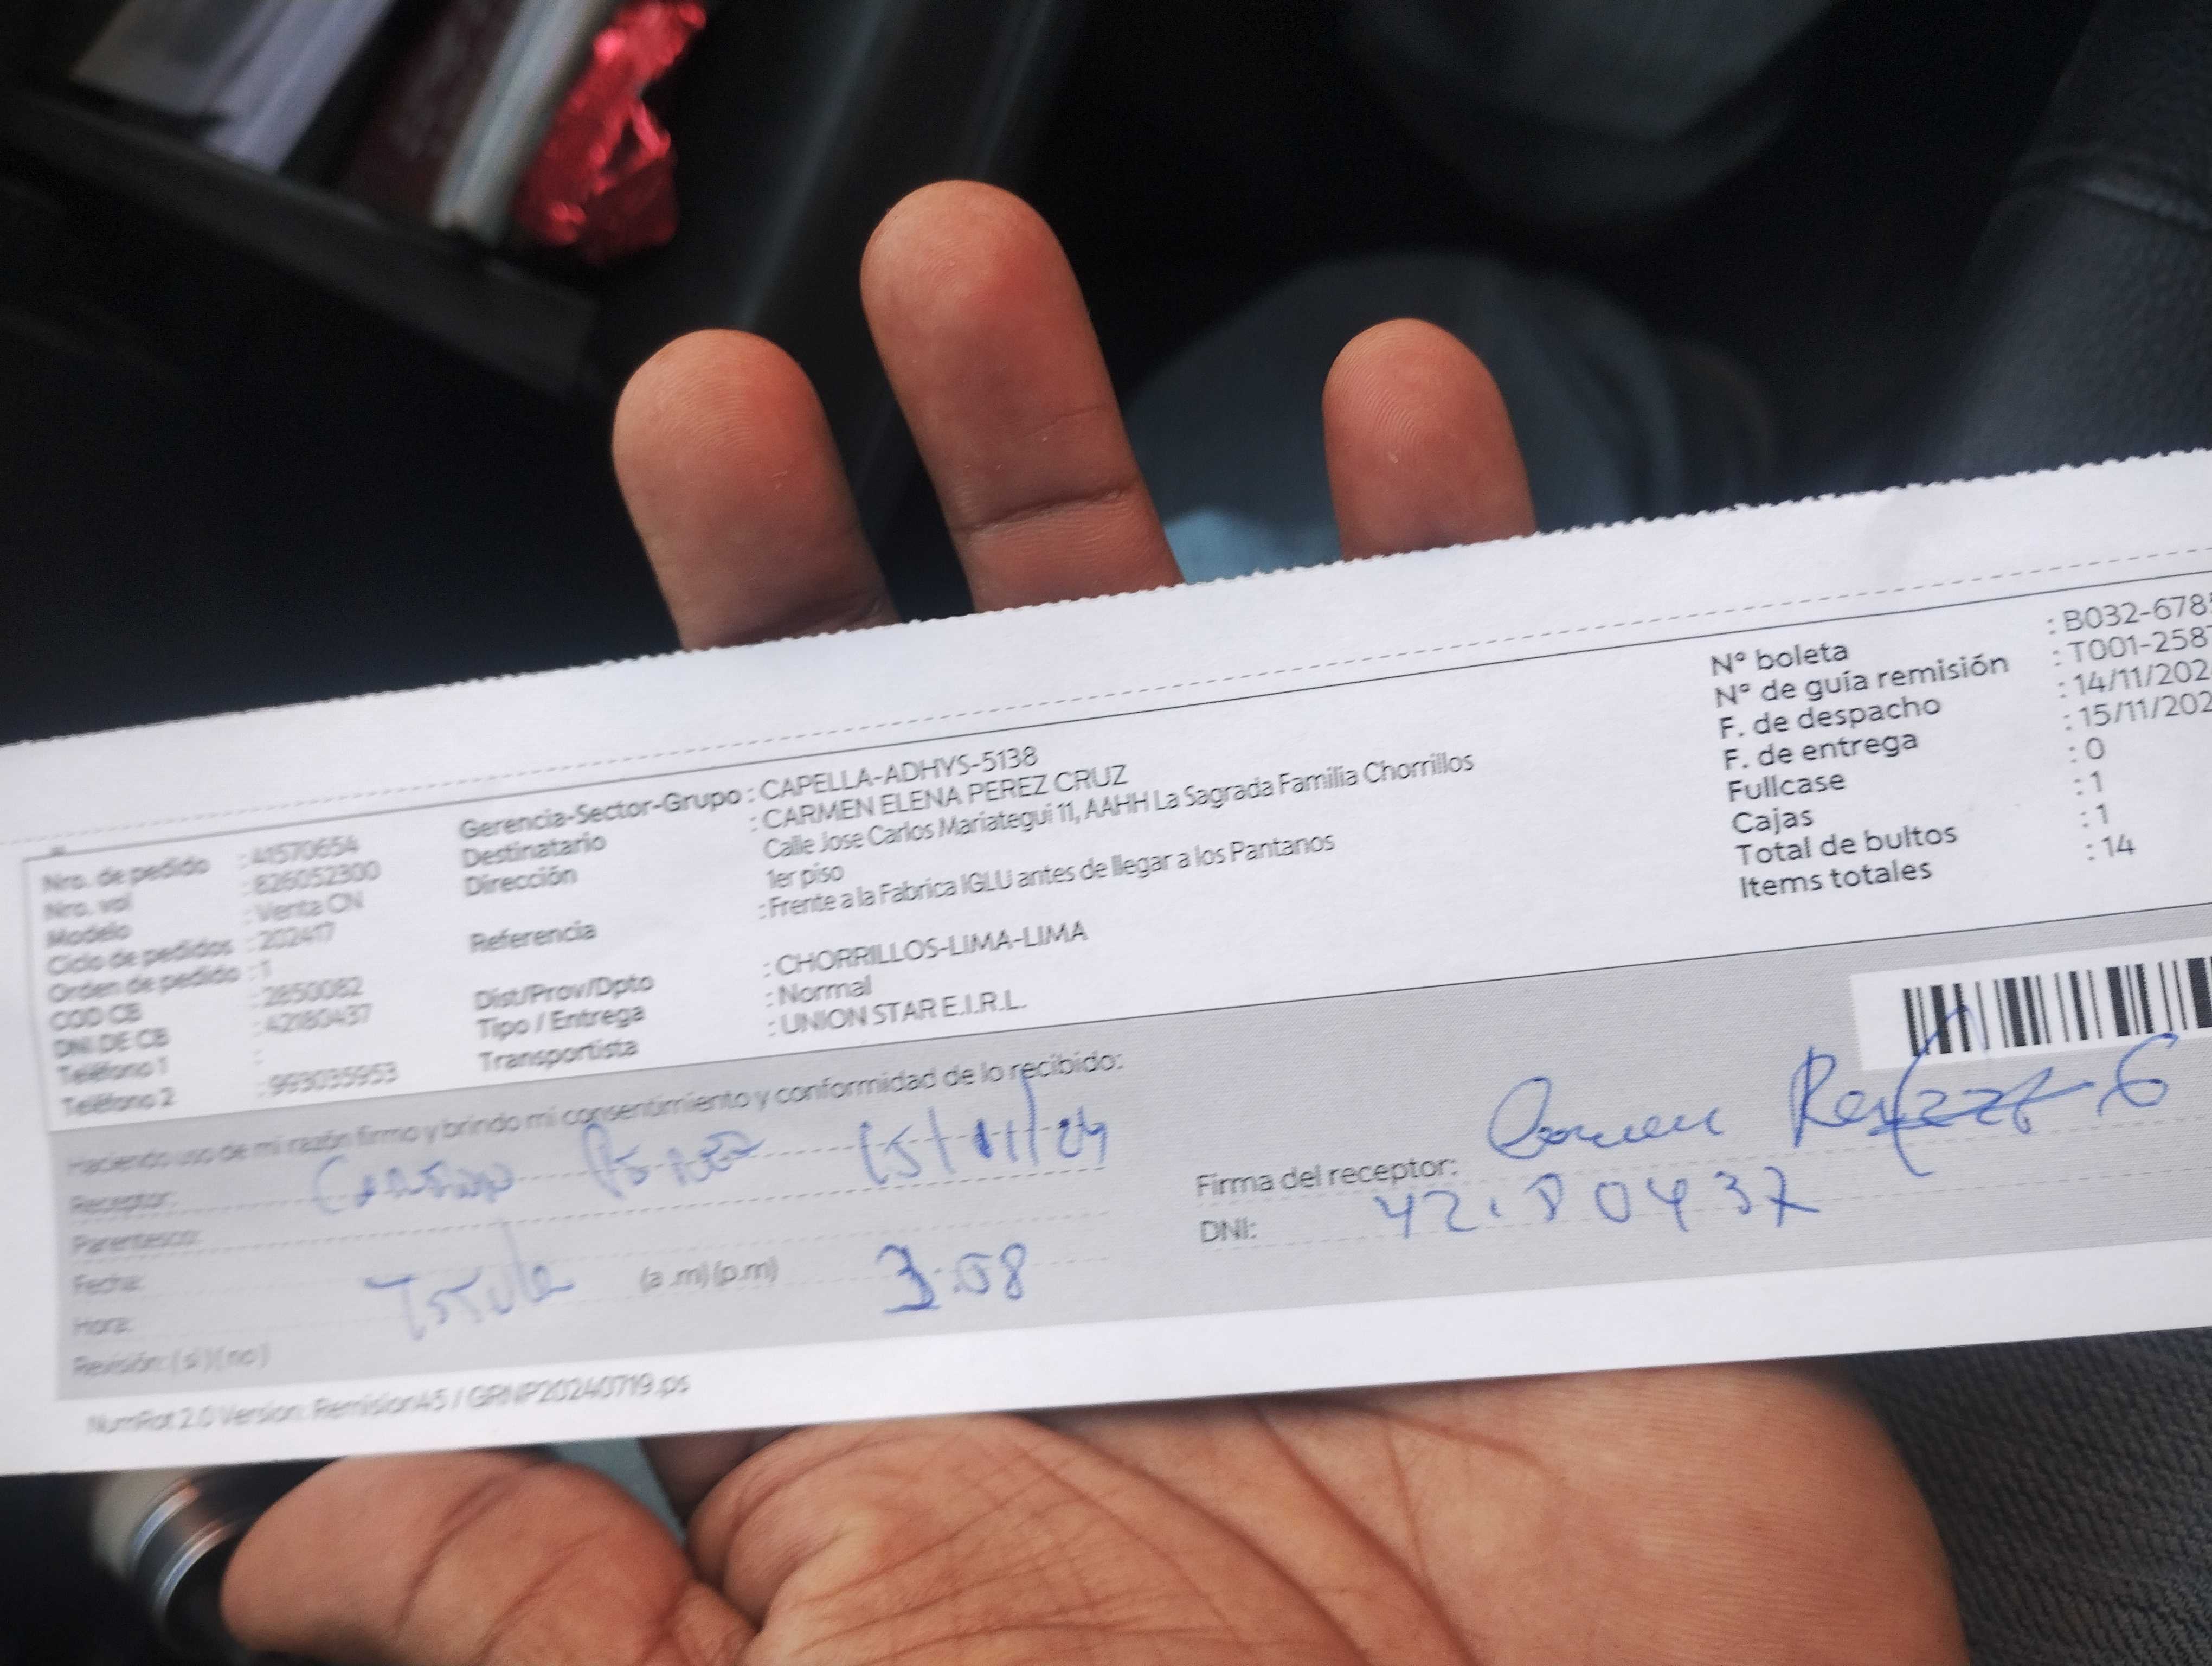 Nro. de pedido : 41570654
Nro. vol : 826052300
Modelo : Venta CN
Ciclo de pedidos : 202417
Orden de pedido : 1
COD CB : 2850082
DNI DE CB : 42180437
Teléfono 1 :
Teléfono 2 : 993035953
Gerencia-Sector-Grupo : CAPELLA-ADHYS-5138
Destinatario : CARMEN ELENA PEREZ CRUZ
Dirección Calle Jose Carlos Mariategui 11, AAHH La Sagrada Familia Chorrillos
1er piso
Referencia : Frente a la Fabrica IGLU antes de llegar a los Pantanos
Dist/Prov/Dpto : CHORRILLOS-LIMA-LIMA
Tipo / Entrega : Normal
Transportista : UNION STAR E.I.R.L.
N° boleta : B032-678
N° de guía remisión : T001-258
F. de despacho : 14/11/202
F. de entrega : 15/11/202
Fullcase : 0
Cajas : 1
Total de bultos : 1
Items totales : 14
Haciendo uso de mi razón firmo y brindo mi consentimiento y conformidad de lo recibido:
Receptor: 15/11/24
Parentesco:
Fecha:
Hora: (a .m) (p.m) 3:08
Revisión: ( si ) ( no )
Firma del receptor: Carmen
DNI: 42180437
NumRot 2.0 Version: Remision45 / GRNP20240719.ps